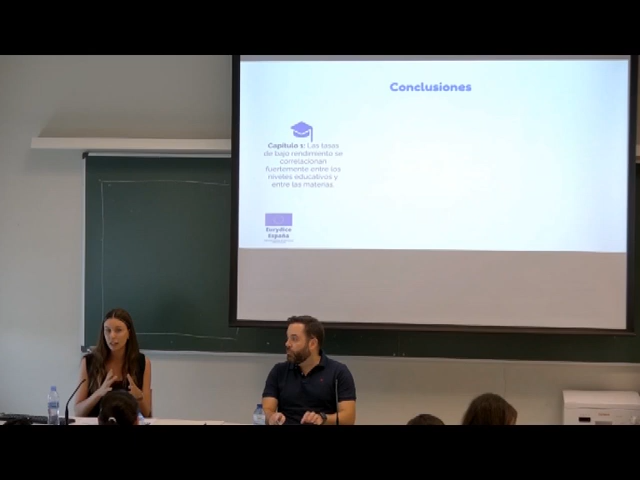 Conclusiones
Capítulo 1: Las tasas
de bajo rendimiento se
correlacionan
fuertemente entre los
niveles educativos y
entre las materias.
Eurydice
España